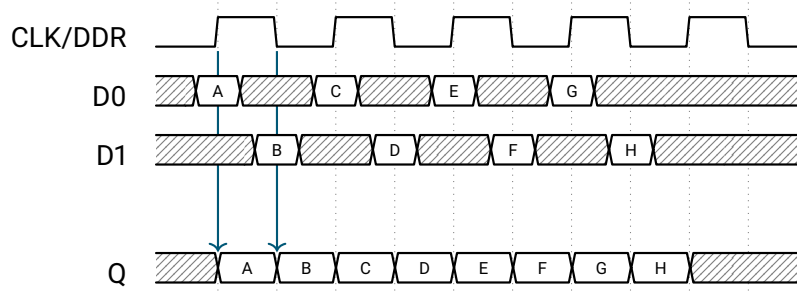 CLK/DDR
D0 A C E G
D1 B D F H
Q A B C D E F G H